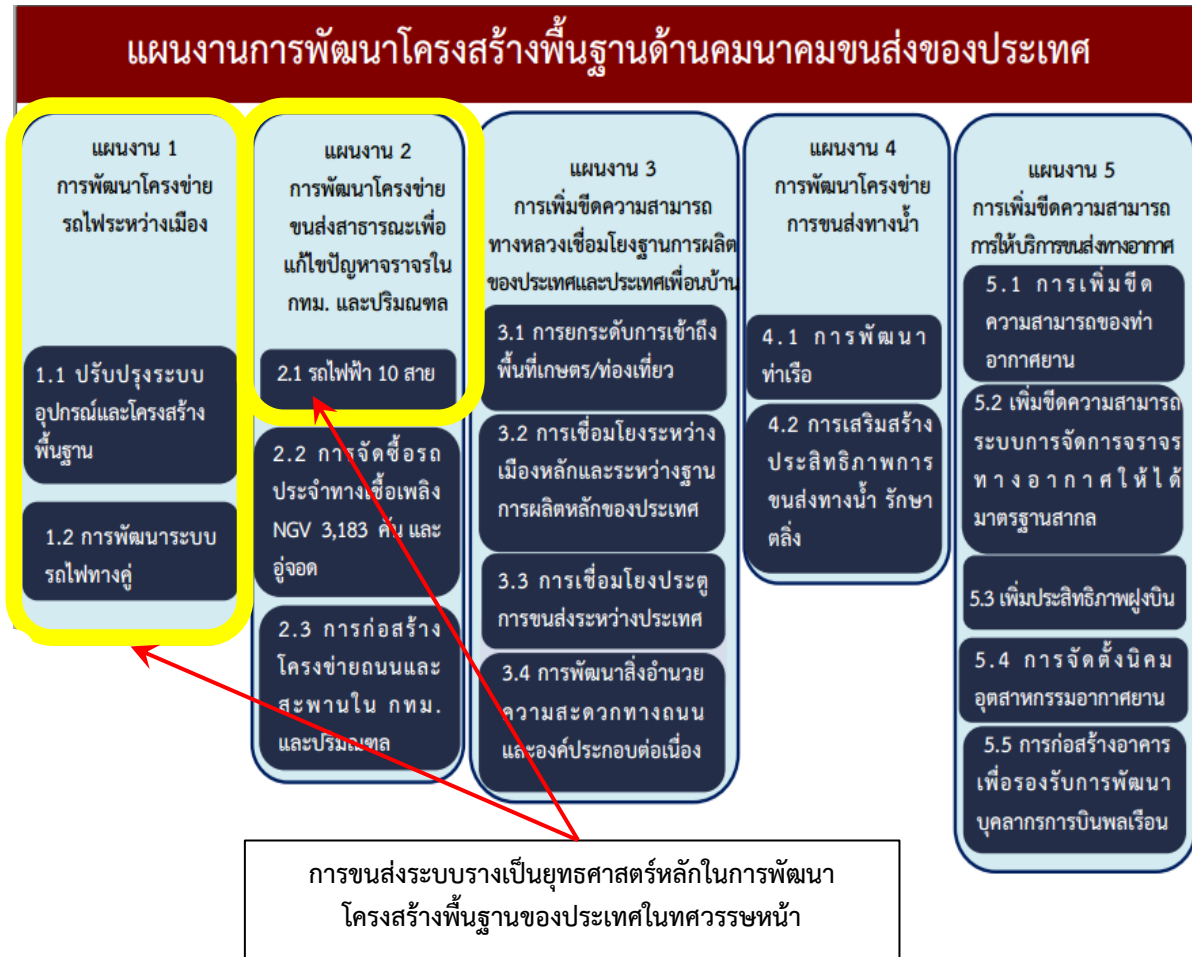 แผนงานการพัฒนาโครงสร้างพื้นฐานด้านคมนาคมขนส่งของประเทศ
แผนงาน 1
การพัฒนาโครงข่าย
รถไฟระหว่างเมือง
1.1 ปรับปรุงระบบ
อุปกรณ์และโครงสร้าง
พื้นฐาน
1.2 การพัฒนาระบบ
รถไฟทางคู่
แผนงาน 2
การพัฒนาโครงข่าย
ขนส่งสาธารณะเพื่อ
แก้ไขปัญหาจราจรใน
กทม. และปริมณฑล
2.1 รถไฟฟ้า 10 สาย
2.2 การจัดซื้อรถ
ประจำทางเชื้อเพลิง
NGV 3,183 คัน และ
อู่จอด
2.3 การก่อสร้าง
โครงข่ายถนนและ
สะพานใน กทม.
และปริมณฑล
แผนงาน 3
การเพิ่มขีดความสามารถ
ทางหลวงเชื่อมโยงฐานการผลิต
ของประเทศและประเทศเพื่อนบ้าน
3.1 การยกระดับการเข้าถึง
พื้นที่เกษตร/ท่องเที่ยว
3.2 การเชื่อมโยงระหว่าง
เมืองหลักและระหว่างฐาน
การผลิตหลักของประเทศ
3.3 การเชื่อมโยงประตู
การขนส่งระหว่างประเทศ
3.4 การพัฒนาสิ่งอำนวย
ความสะดวกทางถนน
และองค์ประกอบต่อเนื่อง
แผนงาน 4
การพัฒนาโครงข่าย
การขนส่งทางน้ำ
4.1 การพัฒนา
ท่าเรือ
4.2 การเสริมสร้าง
ประสิทธิภาพการ
ขนส่งทางน้ำ รักษา
ตลิ่ง
แผนงาน 5
การเพิ่มขีดความสามารถ
การให้บริการขนส่งทางอากาศ
5.1 การเพิ่มขีด
ความสามารถของท่า
อากาศยาน
5.2 เพิ่มขีดความสามารถ
ระบบการจัดการจราจร
ทางอากาศให้ได้
มาตรฐานสากล
5.3 เพิ่มประสิทธิภาพฝูงบิน
5.4 การจัดตั้งนิคม
อุตสาหกรรมอากาศยาน
5.5 การก่อสร้างอาคาร
เพื่อรองรับการพัฒนา
บุคลากรการบินพลเรือน
การขนส่งระบบรางเป็นยุทธศาสตร์หลักในการพัฒนา
โครงสร้างพื้นฐานของประเทศในทศวรรษหน้า